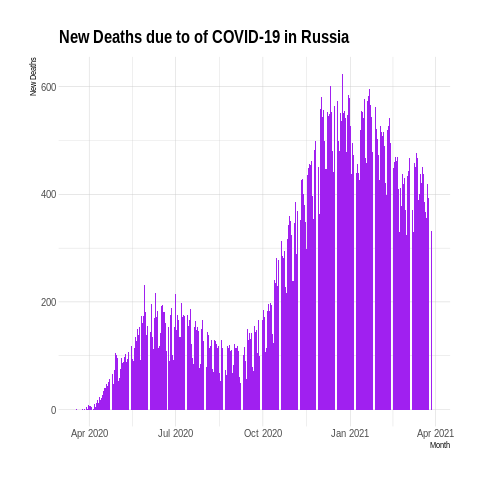 New Deaths due to of COVID-19 in Russia
New Deaths
600
400
200
0
Apr 2020 Jul 2020 Oct 2020 Jan 2021 Apr 2021
Month